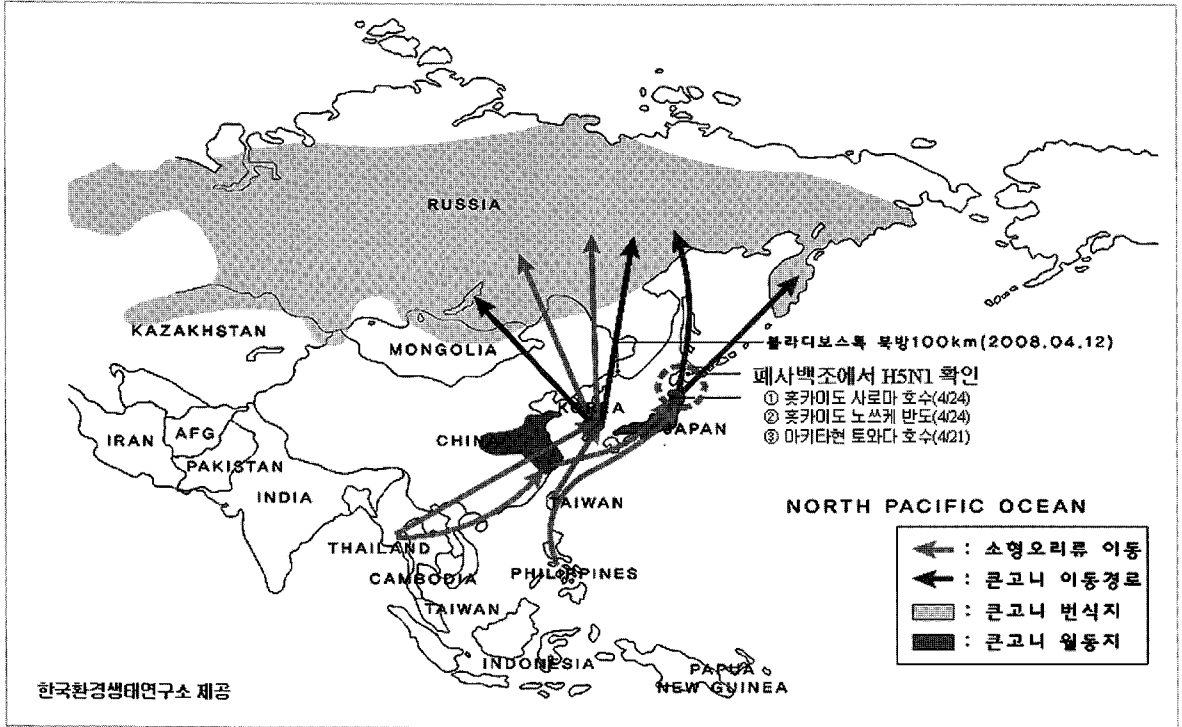 RUSSIA
KAZAKHSTAN
MONGOLIA
블라디보스톡 북방100km(2008.04.12)
폐사백조에서 H5N1 확인
① 홋카이도 사로마 호수(4/24)
② 홋카이도 노쓰케 반도(4/24)
③ 아키타현 토와다 호수(4/21)
KOREA
JAPAN
CHINA
IRAN
AFG
PAKISTAN
INDIA
TAIWAN
NORTH PACIFIC OCEAN
THAILAND
CAMBODIA
PHILIPPINES
TAIWAN
INDONESIA
PAPUA
NEW GUINEA
: 소형오리류 이동
: 큰고니 이동경로
: 큰고니 번식지
: 큰고니 월동지
한국환경생태연구소 제공